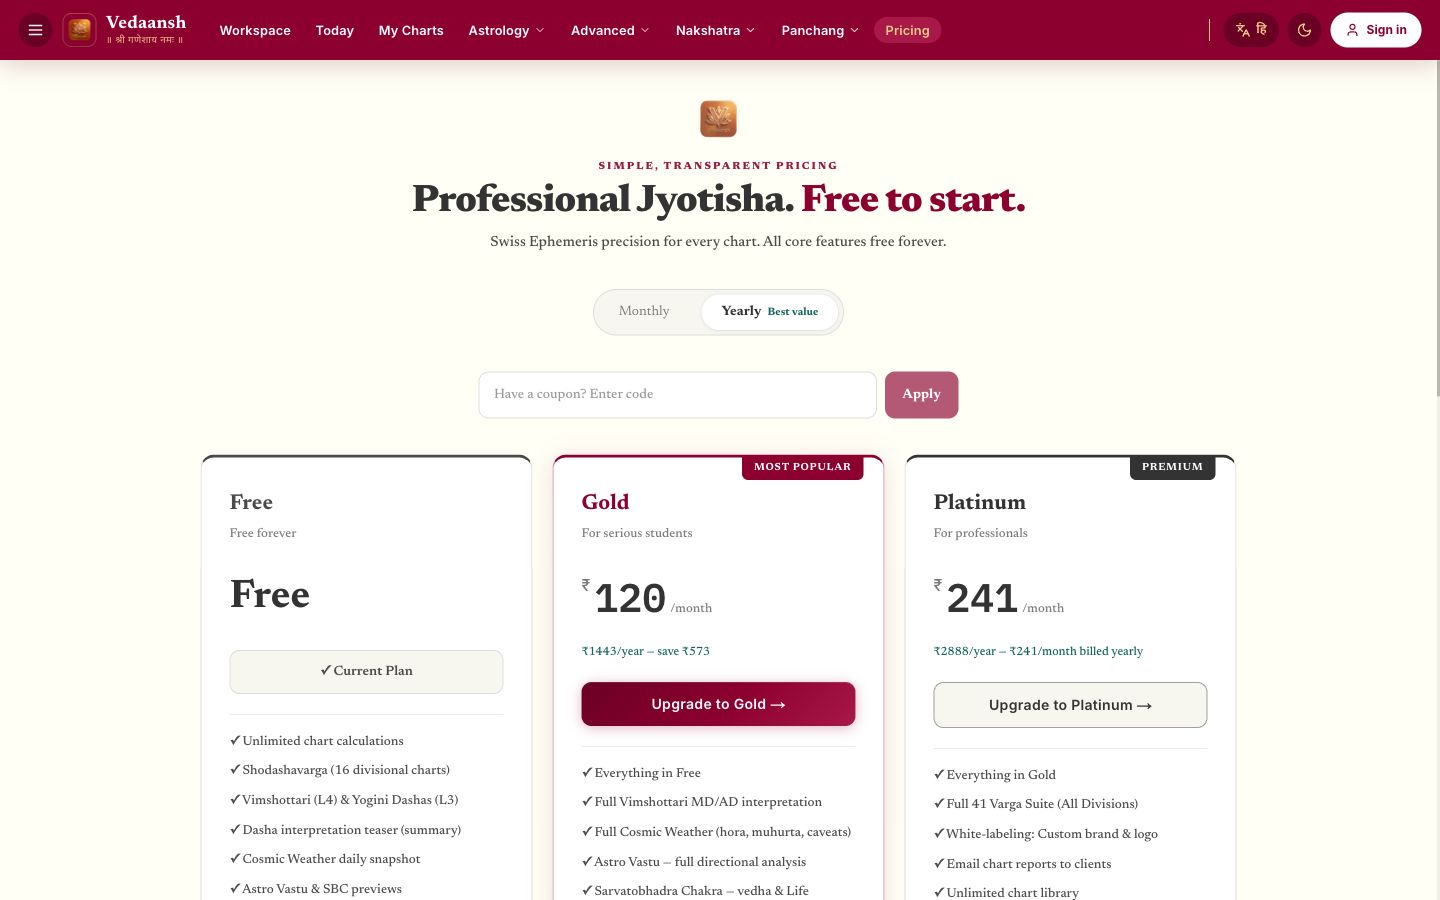 Vedaansh
॥ श्री गणेशाय नमः ॥
Workspace
Today
My Charts
Astrology
Advanced
Nakshatra
Panchang
Pricing
हि
Sign in
SIMPLE, TRANSPARENT PRICING
Professional Jyotisha. Free to start.
Swiss Ephemeris precision for every chart. All core features free forever.
Monthly
Yearly Best value
Have a coupon? Enter code
Apply
Free
Free forever
Free
✓ Current Plan
✓ Unlimited chart calculations
✓ Shodashavarga (16 divisional charts)
✓ Vimshottari (L4) & Yogini Dashas (L3)
✓ Dasha interpretation teaser (summary)
✓ Cosmic Weather daily snapshot
✓ Astro Vastu & SBC previews
MOST POPULAR
Gold
For serious students
₹120 /month
₹1443/year – save ₹573
Upgrade to Gold →
✓ Everything in Free
✓ Full Vimshottari MD/AD interpretation
✓ Full Cosmic Weather (hora, muhurta, caveats)
✓ Astro Vastu – full directional analysis
✓ Sarvatobhadra Chakra – vedha & Life
PREMIUM
Platinum
For professionals
₹241 /month
₹2888/year – ₹241/month billed yearly
Upgrade to Platinum →
✓ Everything in Gold
✓ Full 41 Varga Suite (All Divisions)
✓ White-labeling: Custom brand & logo
✓ Email chart reports to clients
✓ Unlimited chart library